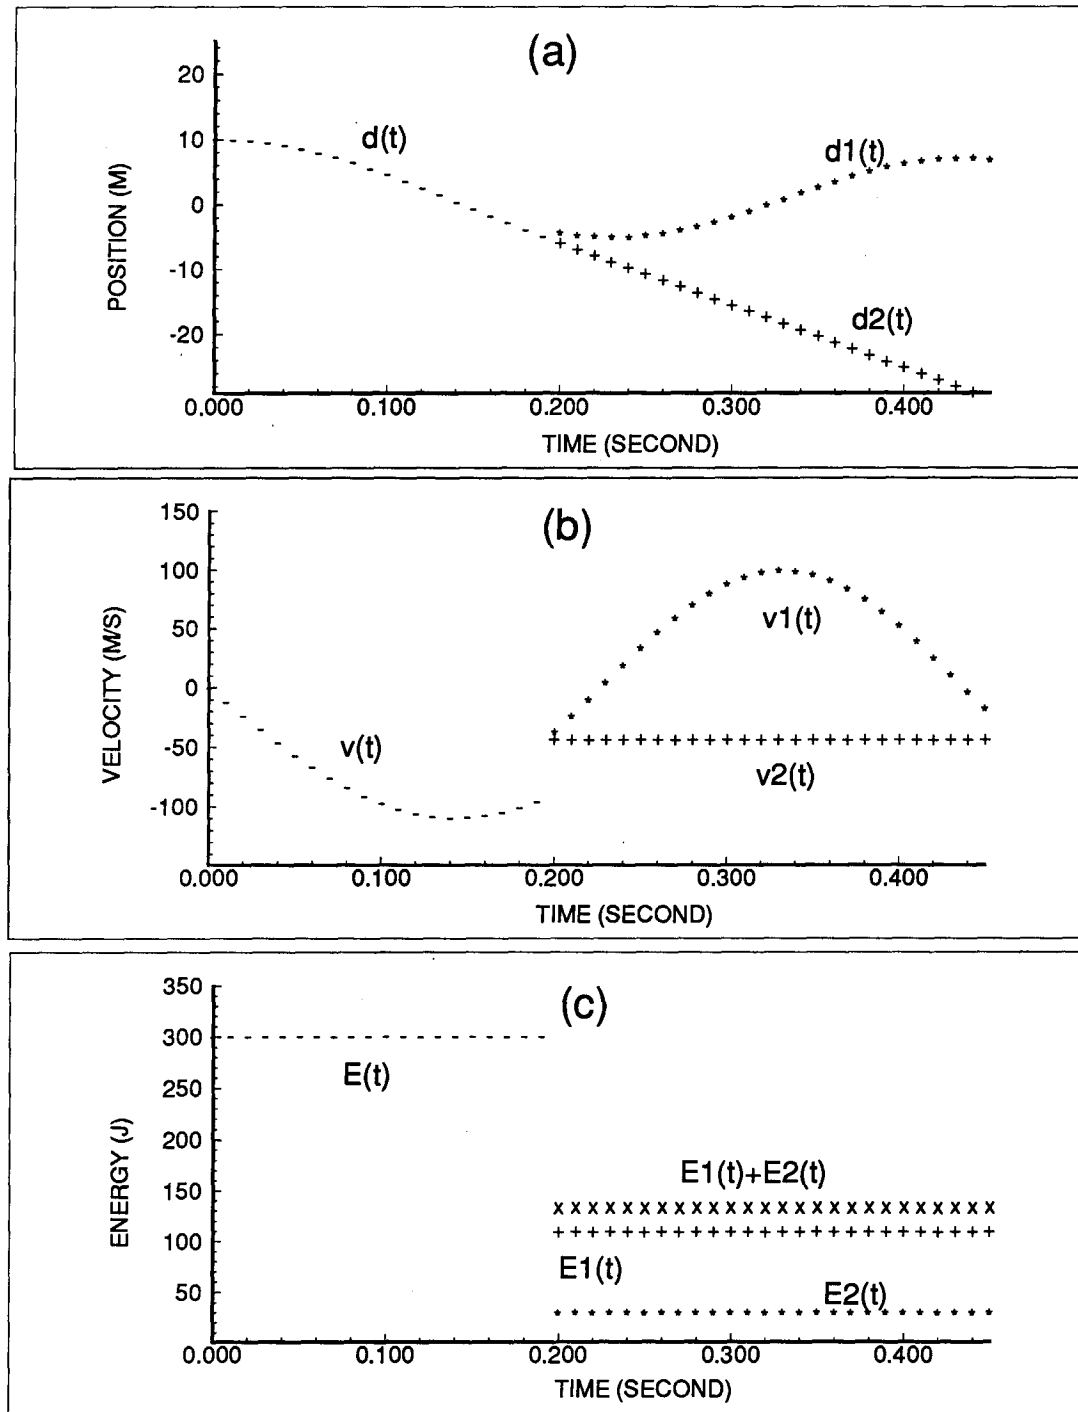 (a)
20
10
0
-10
-20
POSITION (M)
d(t)
d1(t)
d2(t)
0.000 0.100 0.200 0.300 0.400
TIME (SECOND)
(b)
150
100
50
0
-50
-100
VELOCITY (M/S)
v(t)
v1(t)
v2(t)
0.000 0.100 0.200 0.300 0.400
TIME (SECOND)
(c)
350
300
250
200
150
100
50
ENERGY (J)
E(t)
E1(t)+E2(t)
E1(t)
E2(t)
0.000 0.100 0.200 0.300 0.400
TIME (SECOND)